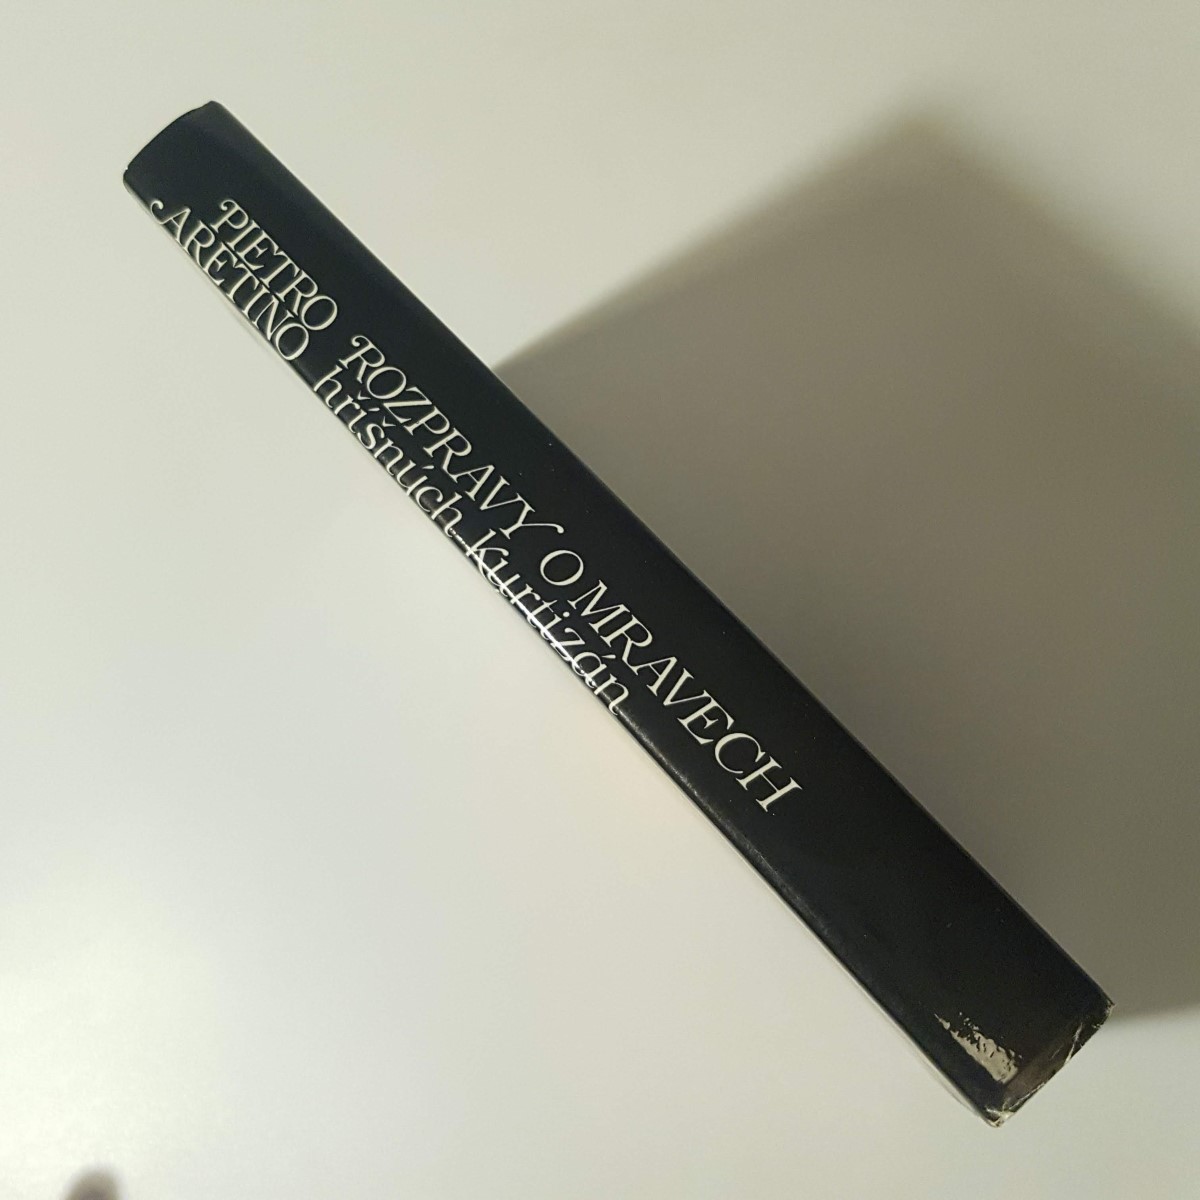 PIETRO
ARETINO
ROZPRAVY O MRAVECH
hříšných kurtizán